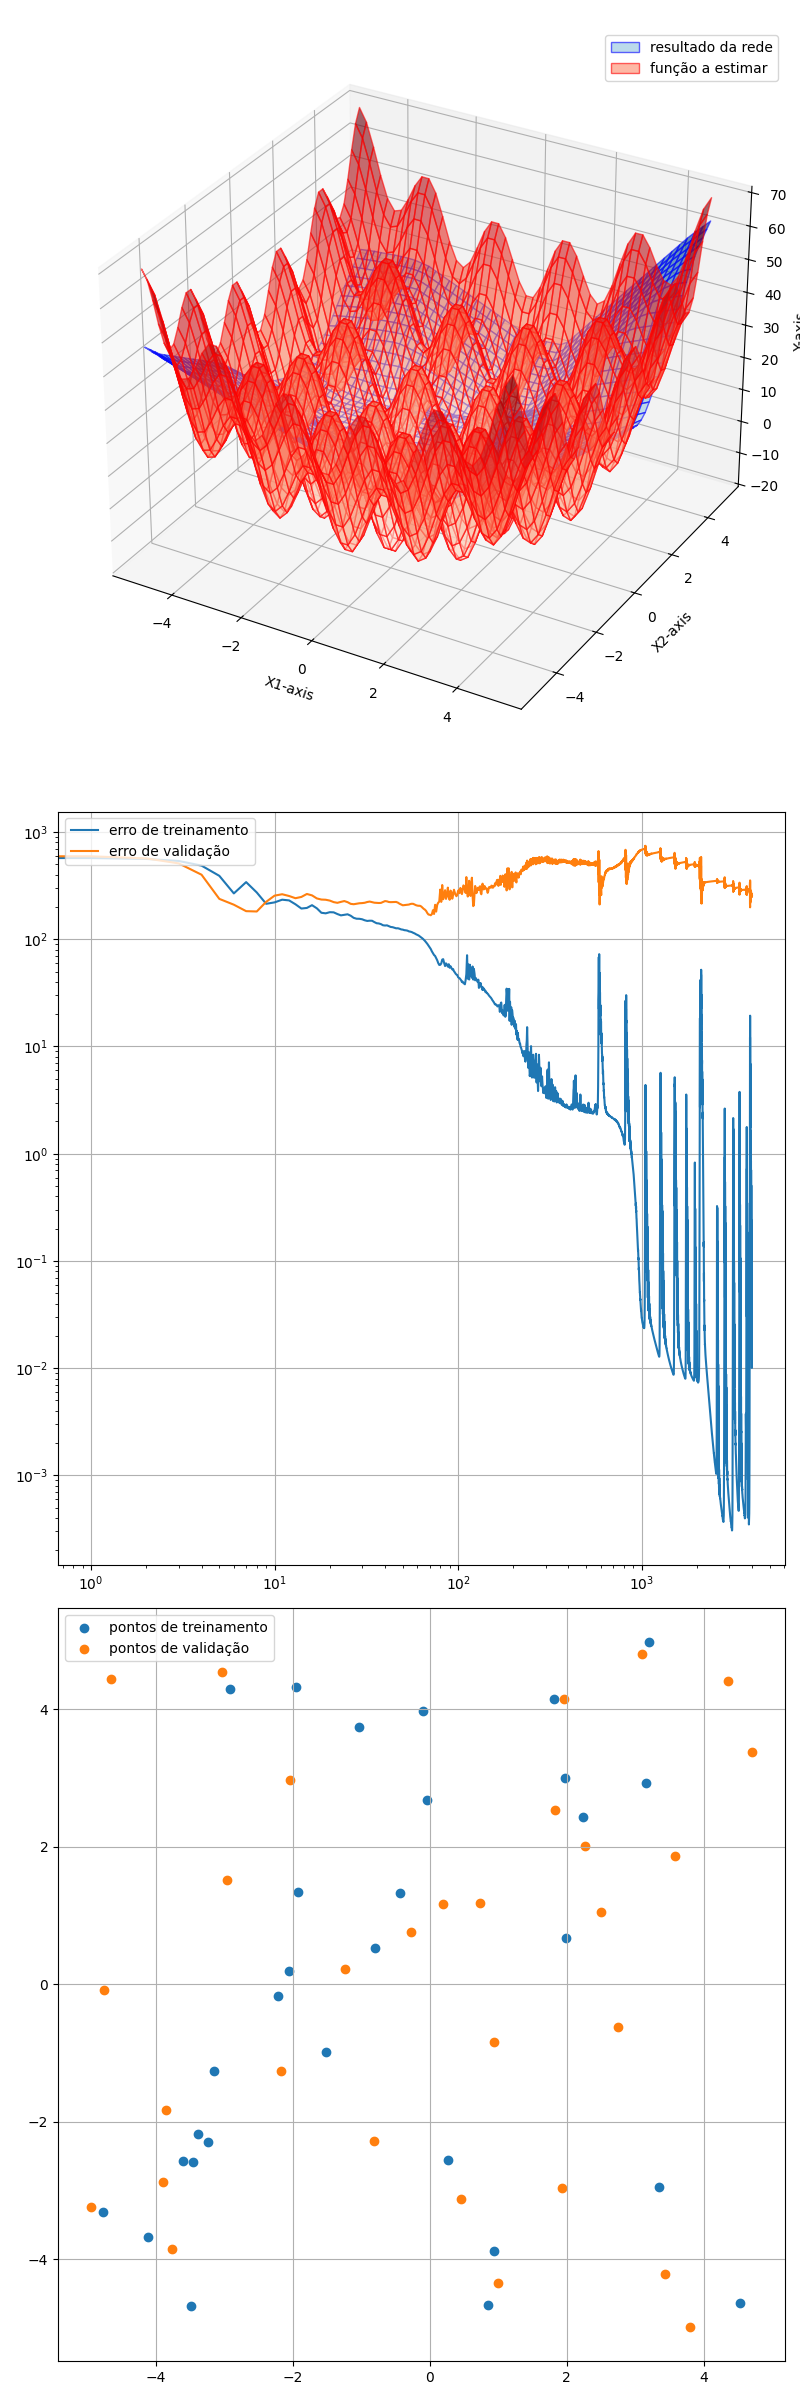 resultado da rede
função a estimar
70
60
50
40
30
20
10
0
−10
−20
Y-axis
−4
−2
0
2
4
X1-axis
−4
−2
0
2
4
X2-axis
erro de treinamento
erro de validação
10³
10²
10¹
10⁰
10⁻¹
10⁻²
10⁻³
10⁰ 10¹ 10² 10³
pontos de treinamento
pontos de validação
4
2
0
−2
−4
−4 −2 0 2 4